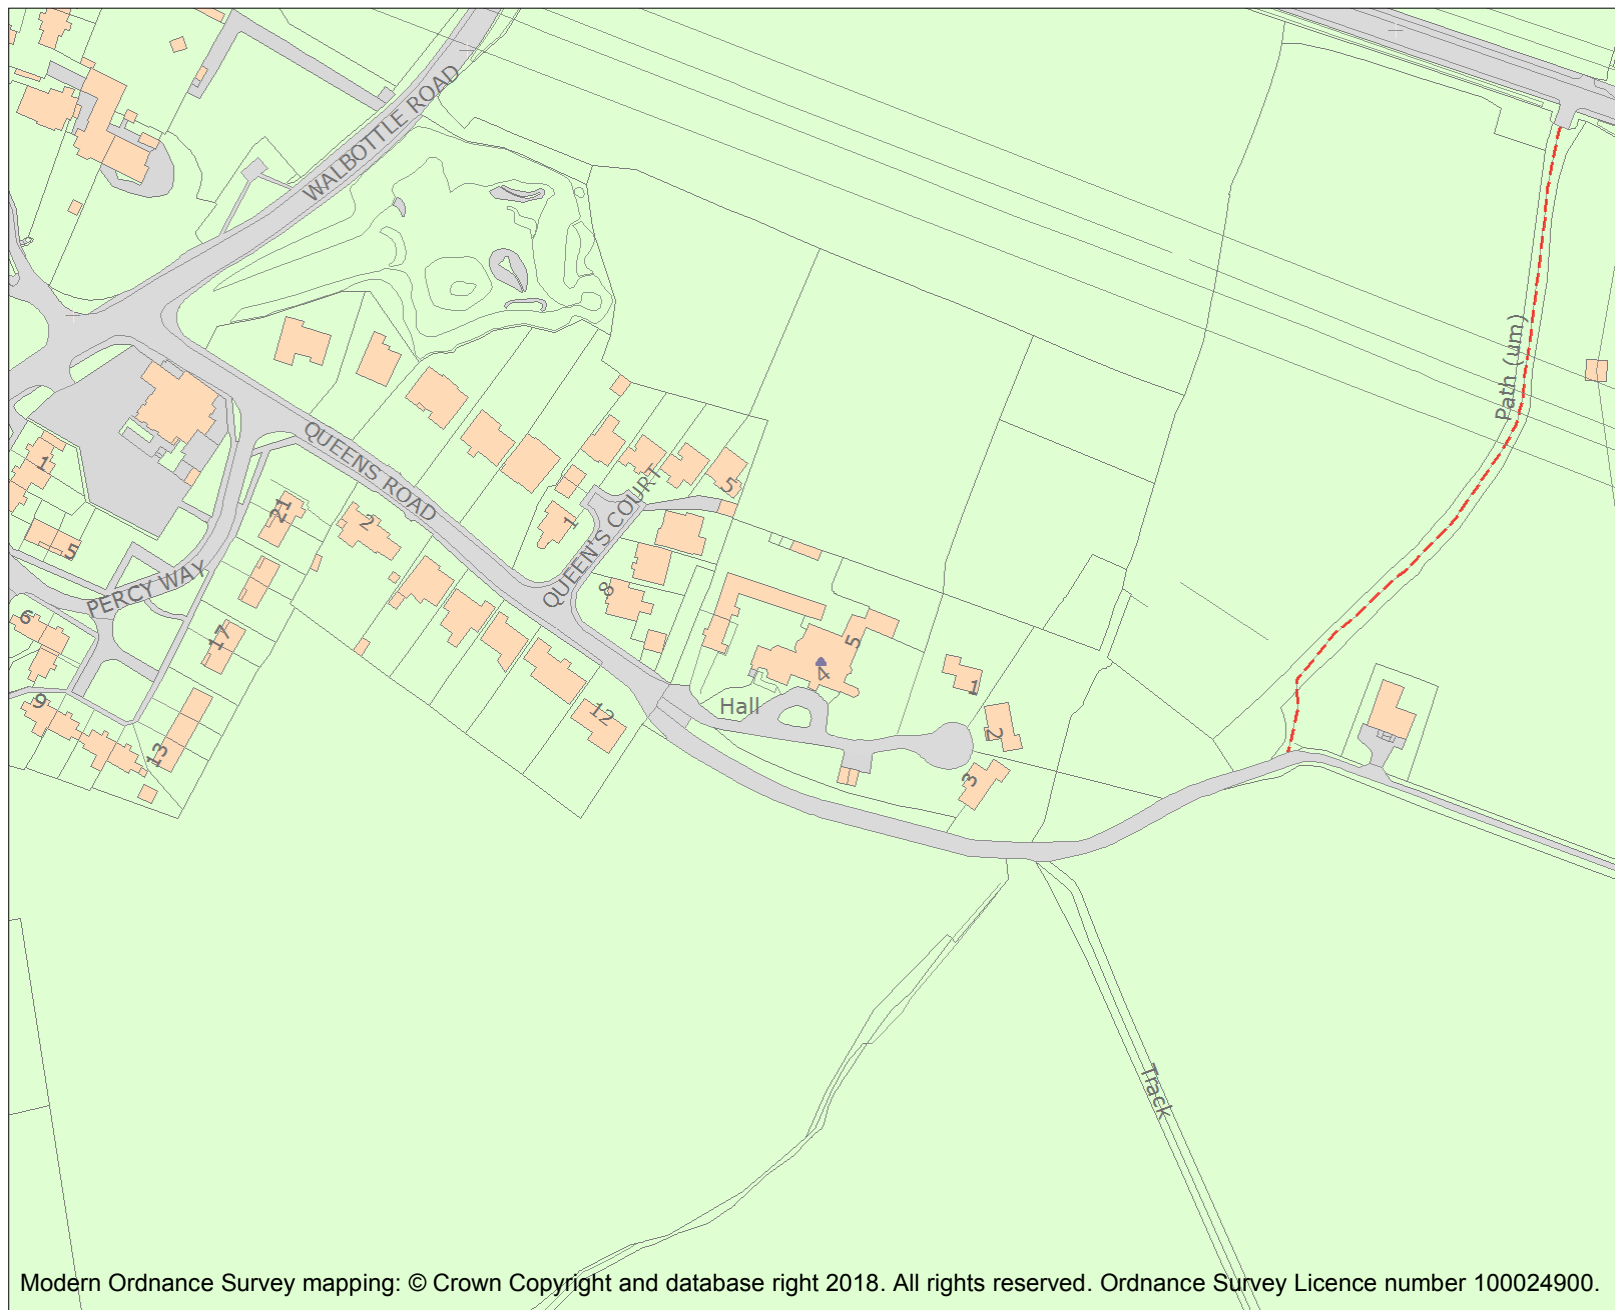 WALBOTTLE ROAD
Path (um)
QUEENS ROAD
1
5
QUEEN'S COURT
21
2
1
5
PERCY WAY
8
6
17
5
4
1
9
12
Hall
2
13
3
Track
Modern Ordnance Survey mapping: © Crown Copyright and database right 2018. All rights reserved. Ordnance Survey Licence number 100024900.